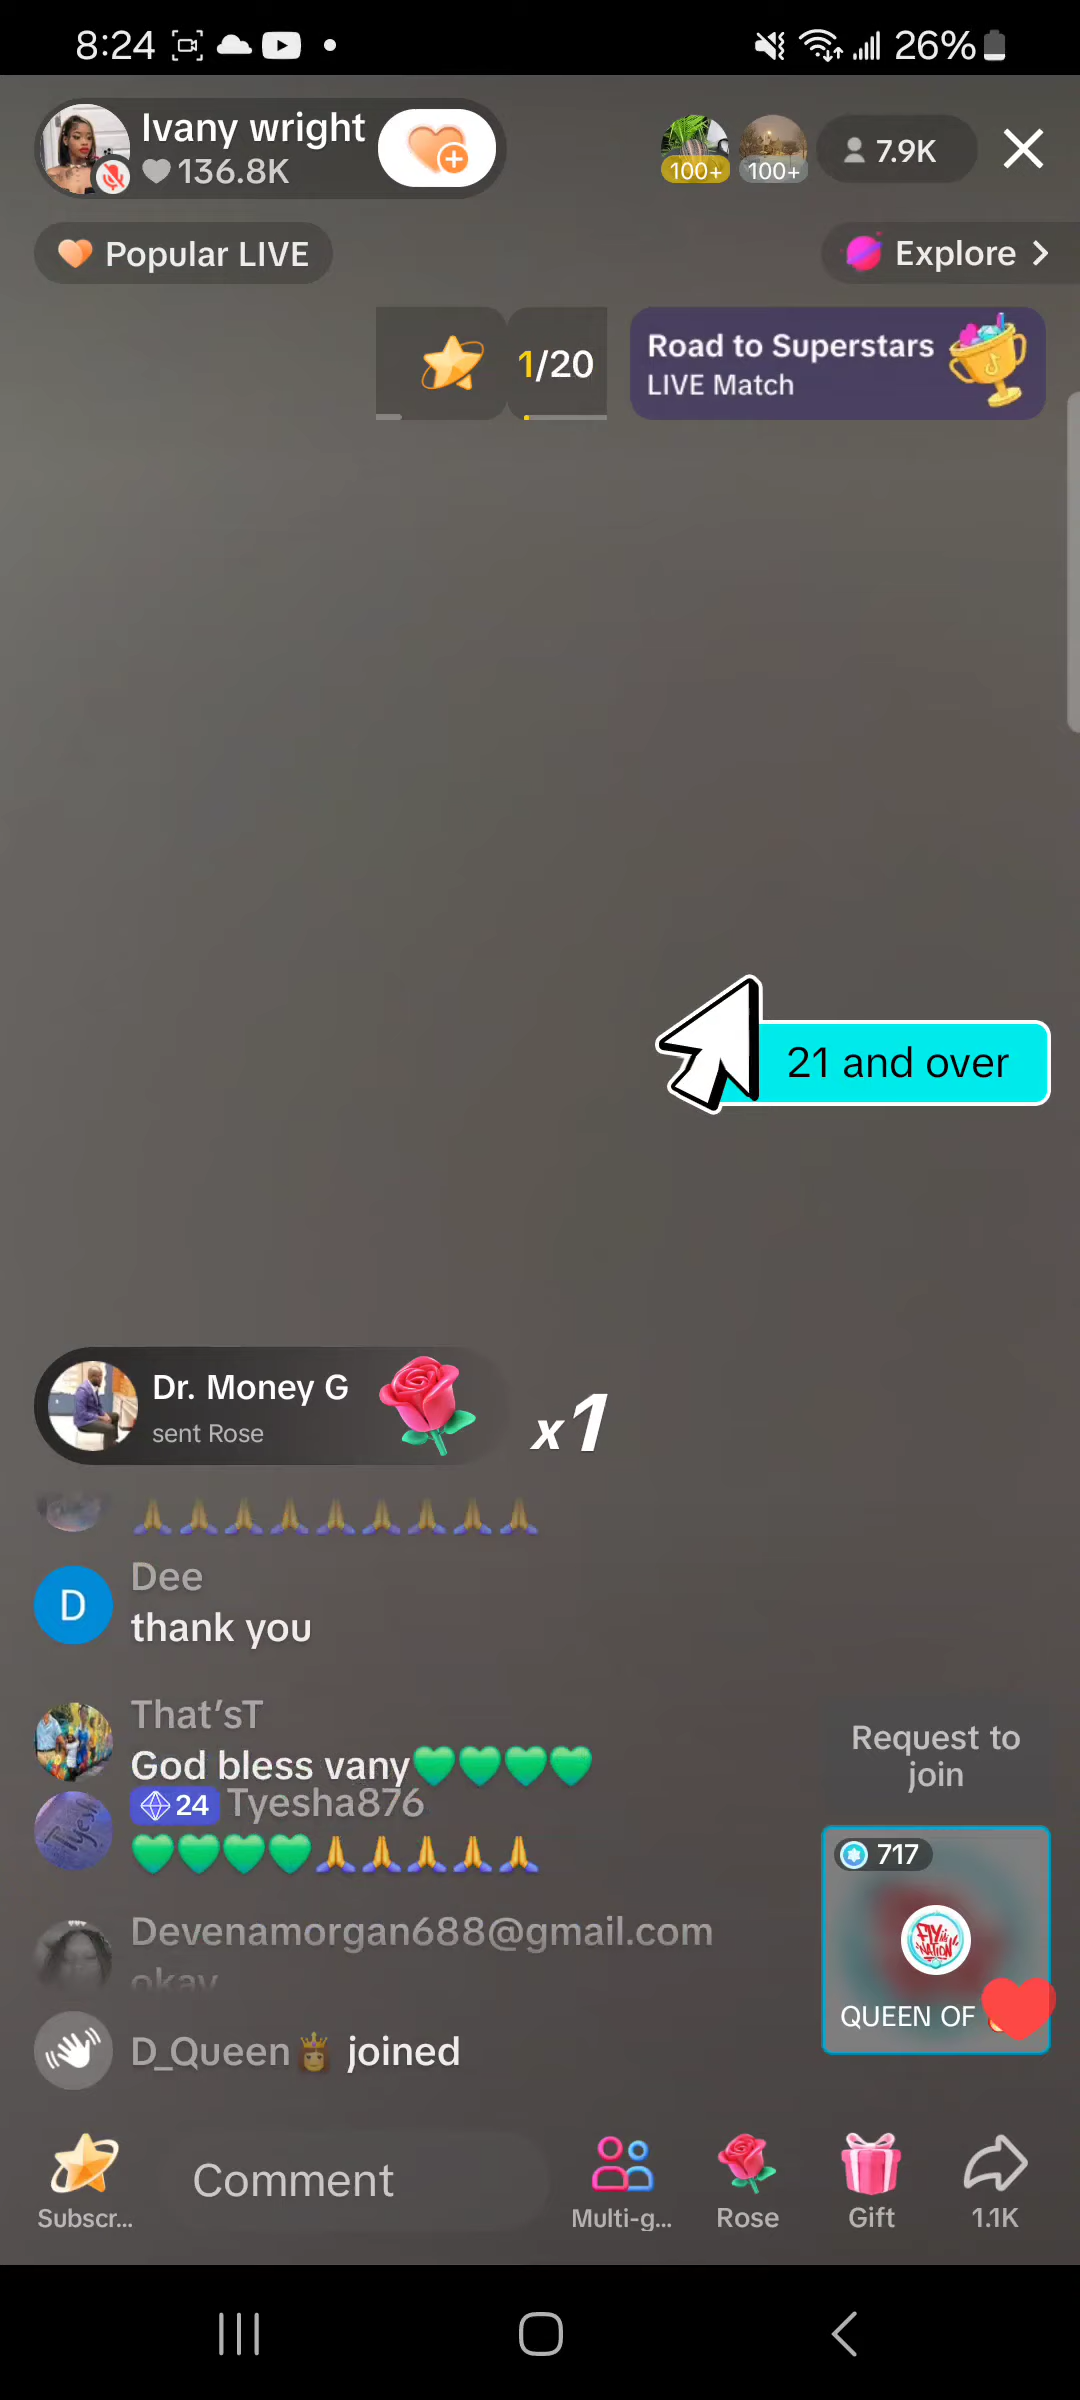 8:24
26%
Ivany wright
136.8K
100+
100+
7.9K
Popular LIVE
Explore
1/20
Road to Superstars
LIVE Match
21 and over
Dr. Money G
sent Rose
x1
🙏🙏🙏🙏🙏🙏🙏🙏🙏
D
Dee
thank you
That'sT
God bless vany💚💚💚💚
24 Tyesha876
💚💚💚💚🙏🙏🙏🙏🙏
Devenamorgan688@gmail.com
okay
D_Queen👸 joined
Request to
join
717
FLY
NATION
QUEEN OF
Subscr...
Comment
Multi-g...
Rose
Gift
1.1K